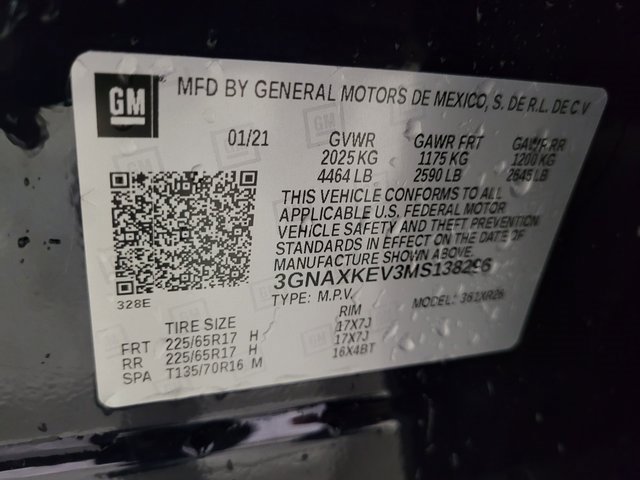 GM
MFD BY GENERAL MOTORS DE MEXICO, S. DE R.L. DE C.V
01/21 GVWR GAWR FRT GAWR RR
2025 KG 1175 KG 1200 KG
4464 LB 2590 LB 2645 LB
THIS VEHICLE CONFORMS TO ALL
APPLICABLE U.S. FEDERAL MOTOR
VEHICLE SAFETY AND THEFT PREVENTION
STANDARDS IN EFFECT ON THE DATE OF
MANUFACTURE SHOWN ABOVE.
3GNAXKEV3MS138296
TYPE: M.P.V. MODEL: 361XR26
328E
TIRE SIZE RIM
FRT 225/65R17 H 17X7J
RR 225/65R17 H 17X7J
SPA T135/70R16 M 16X4BT